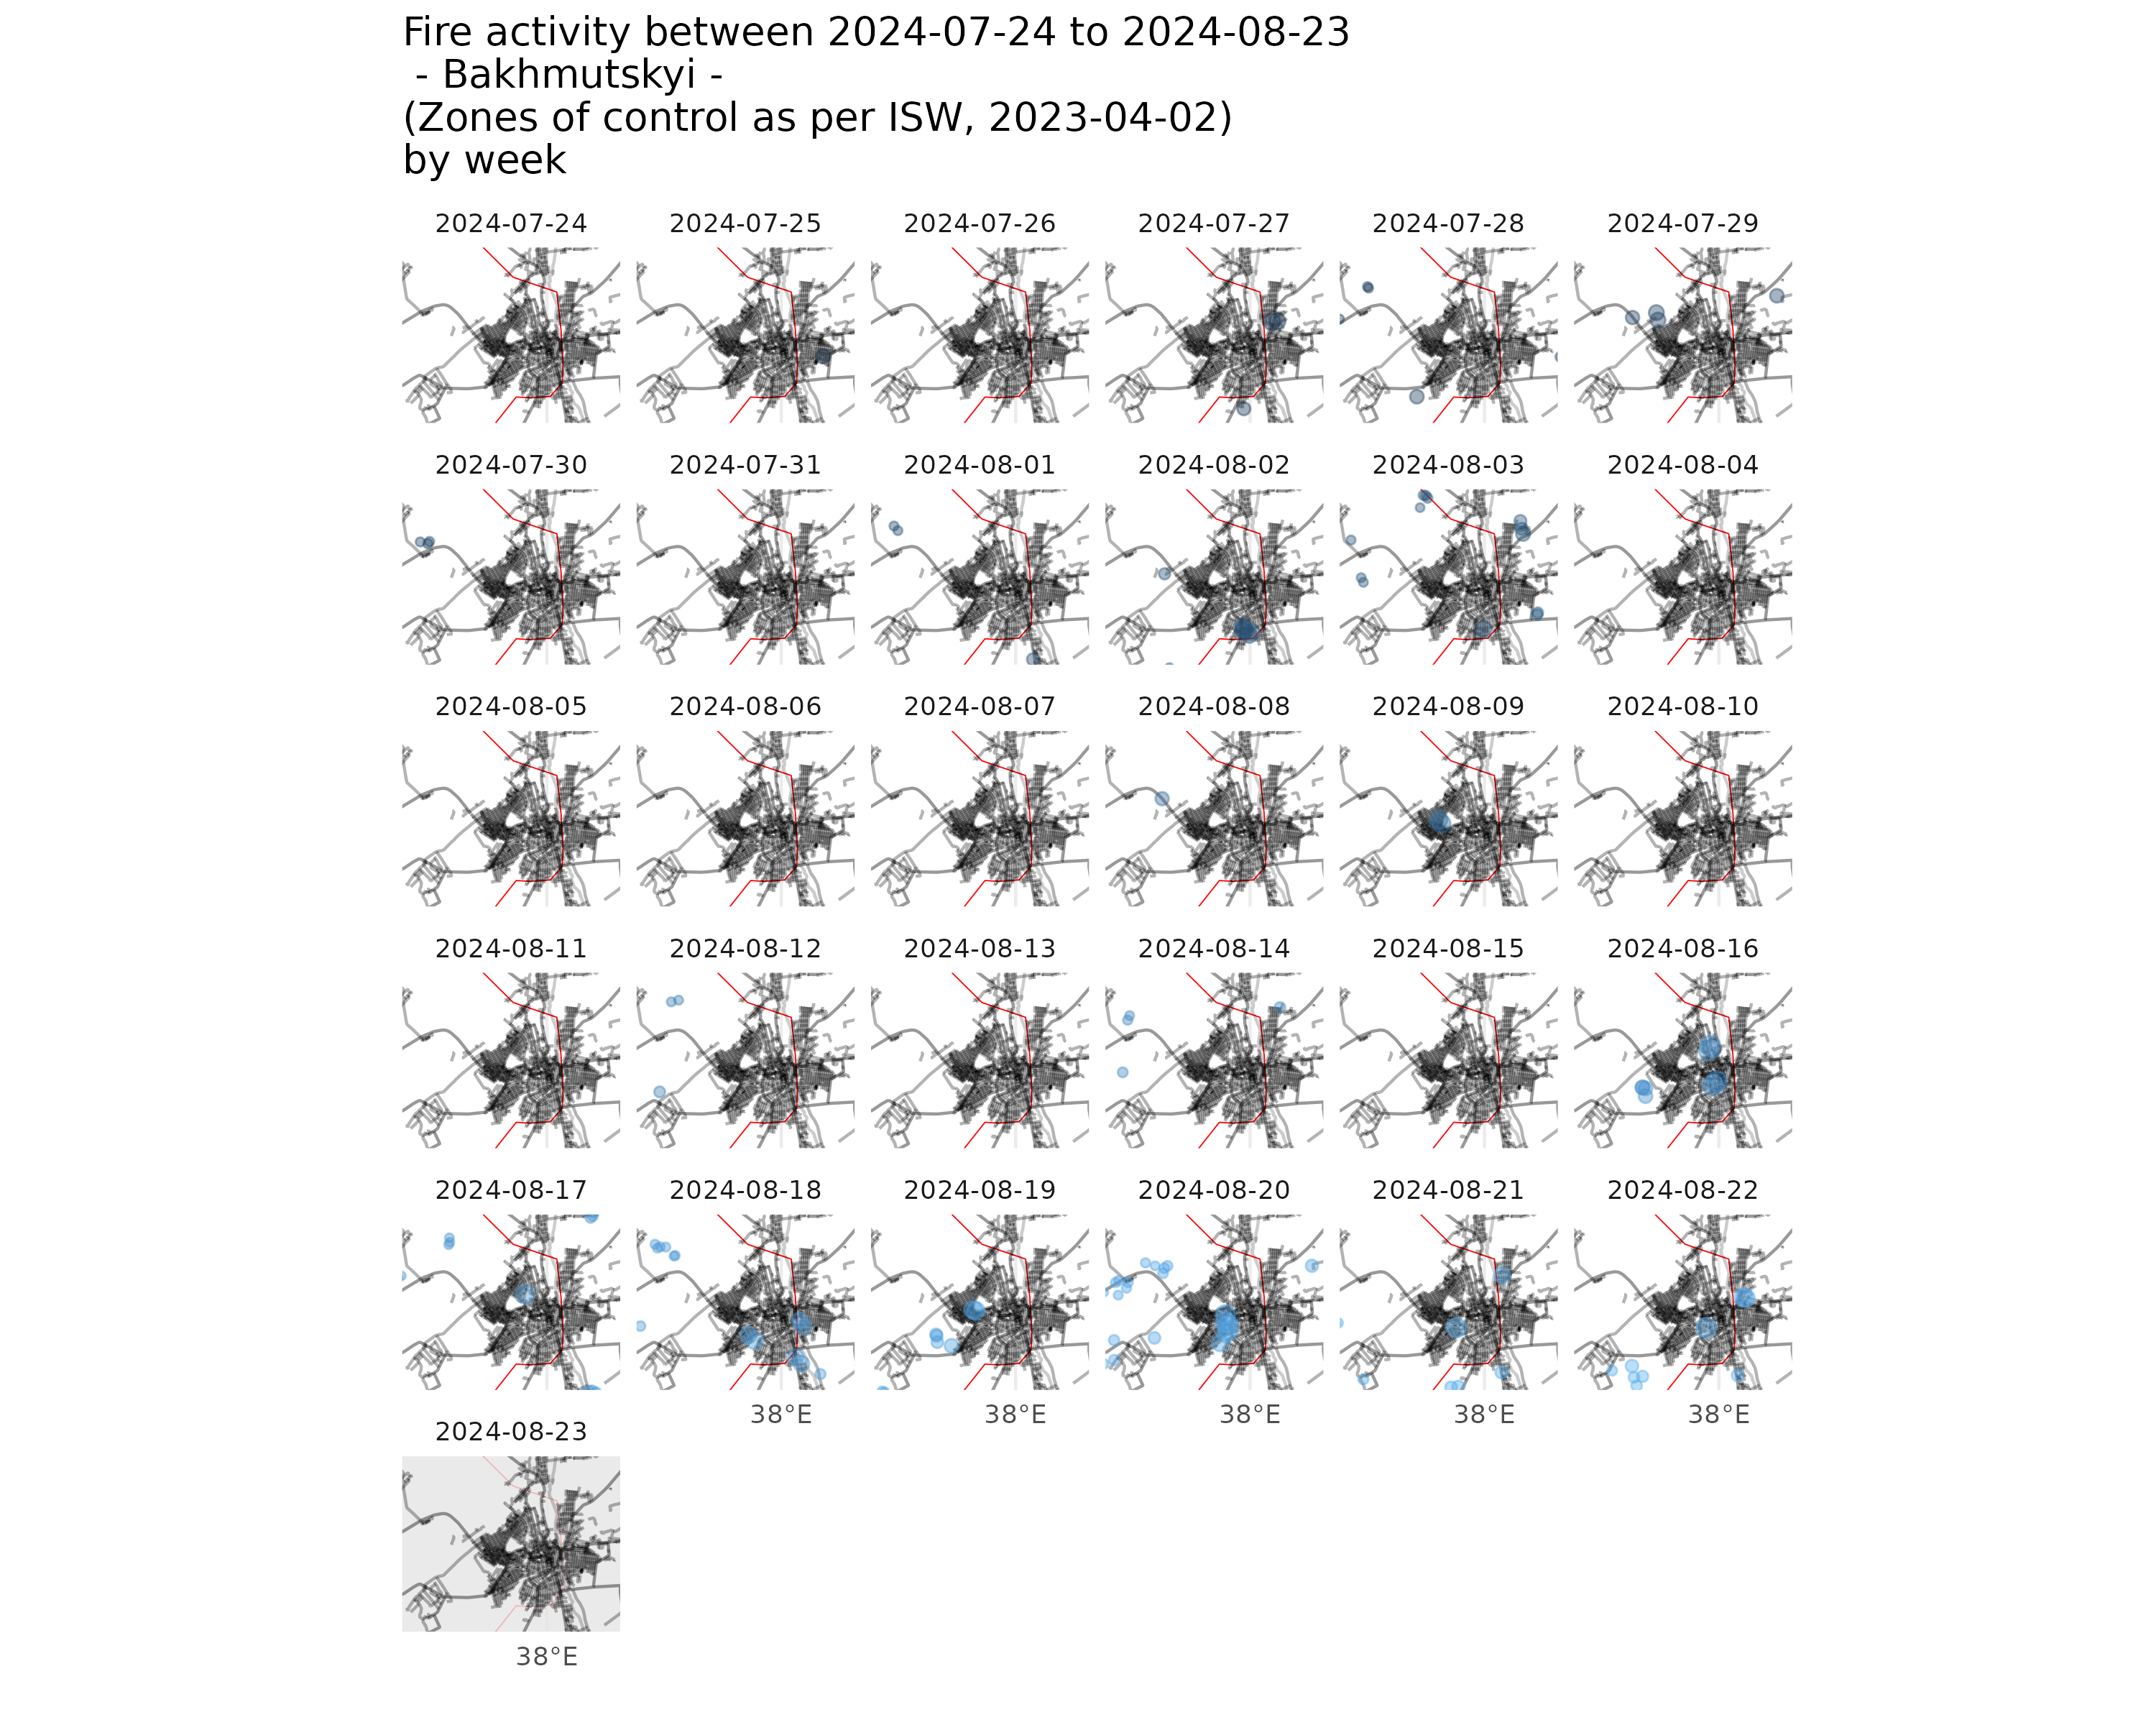 Fire activity between 2024-07-24 to 2024-08-23
- Bakhmutskyi -
(Zones of control as per ISW, 2023-04-02)
by week
2024-07-24 2024-07-25 2024-07-26 2024-07-27 2024-07-28 2024-07-29
2024-07-30 2024-07-31 2024-08-01 2024-08-02 2024-08-03 2024-08-04
2024-08-05 2024-08-06 2024-08-07 2024-08-08 2024-08-09 2024-08-10
2024-08-11 2024-08-12 2024-08-13 2024-08-14 2024-08-15 2024-08-16
2024-08-17 2024-08-18 2024-08-19 2024-08-20 2024-08-21 2024-08-22
38°E 38°E 38°E 38°E 38°E
2024-08-23
38°E